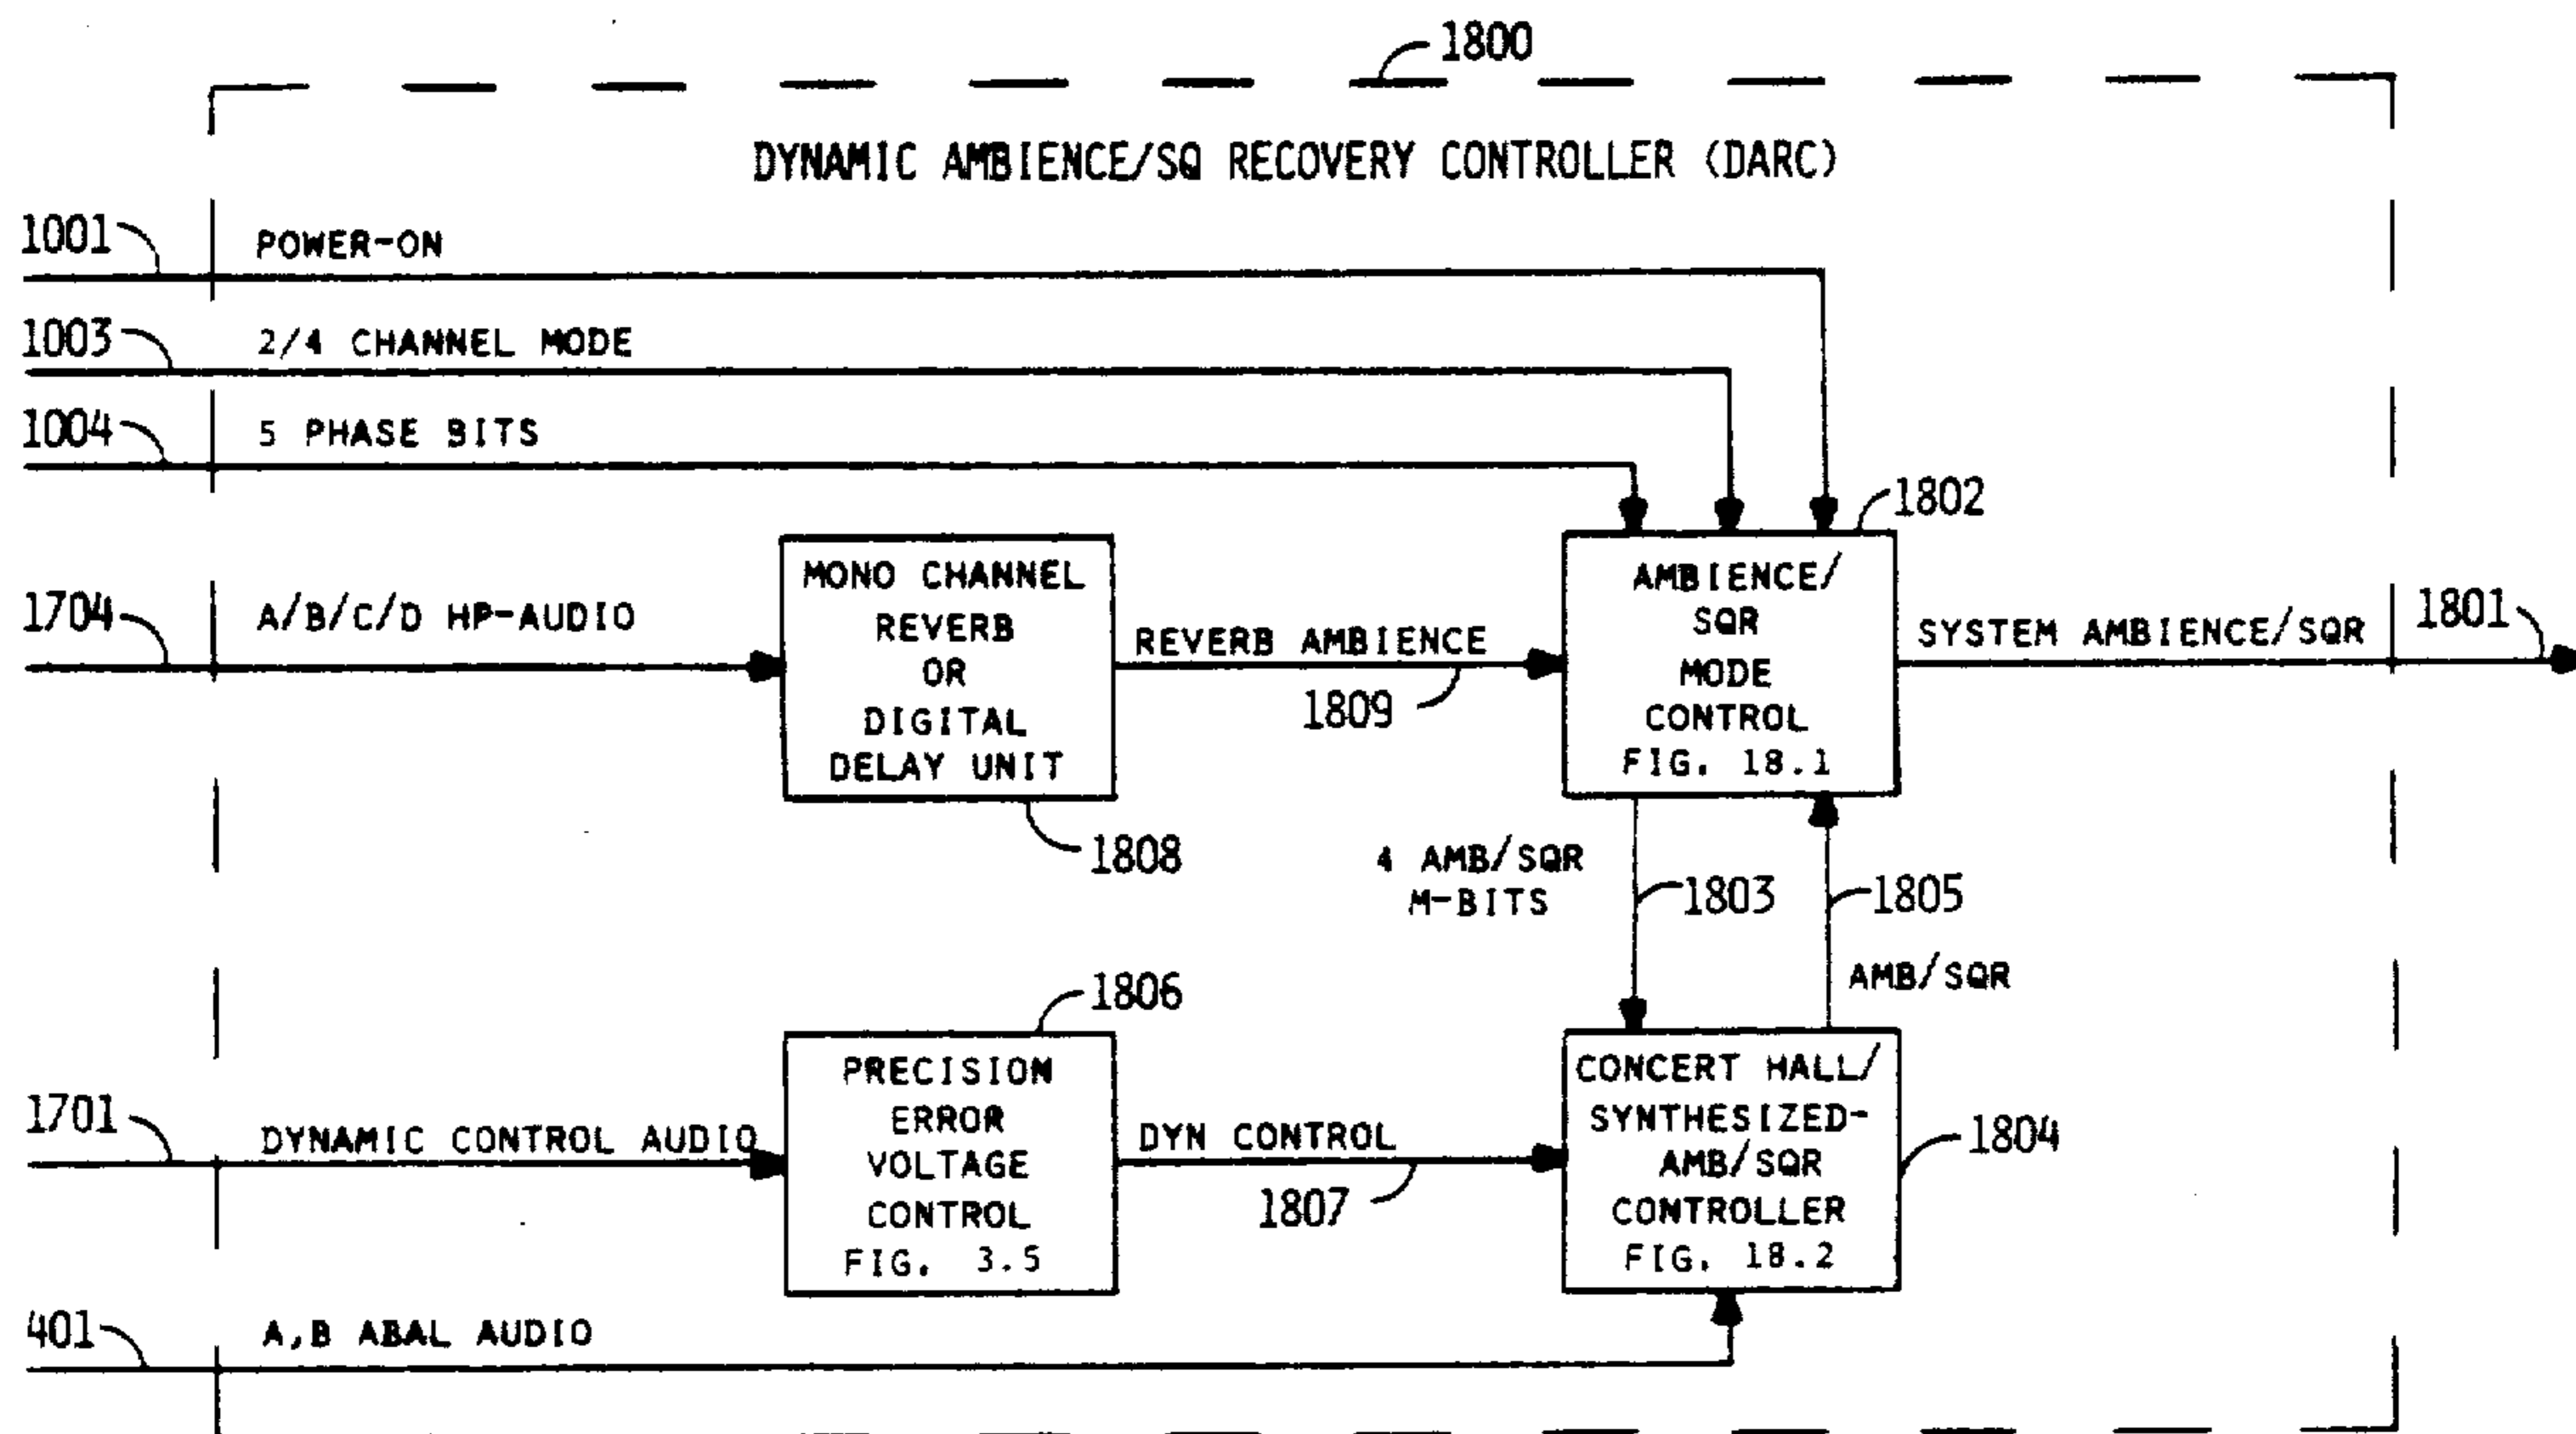 1800
DYNAMIC AMBIENCE/SQ RECOVERY CONTROLLER (DARC)
1001
POWER-ON
1003
2/4 CHANNEL MODE
1004
5 PHASE BITS
1802
1704
A/B/C/D HP-AUDIO
MONO CHANNEL
REVERB
OR
DIGITAL
DELAY UNIT
1808
REVERB AMBIENCE
1809
AMBIENCE/
SQR
MODE
CONTROL
FIG. 18.1
SYSTEM AMBIENCE/SQR
1801
4 AMB/SQR
M-BITS
1803
1805
AMB/SQR
1806
1701
DYNAMIC CONTROL AUDIO
PRECISION
ERROR
VOLTAGE
CONTROL
FIG. 3.5
DYN CONTROL
1807
CONCERT HALL/
SYNTHESIZED-
AMB/SQR
CONTROLLER
FIG. 18.2
1804
401
A,B ABAL AUDIO